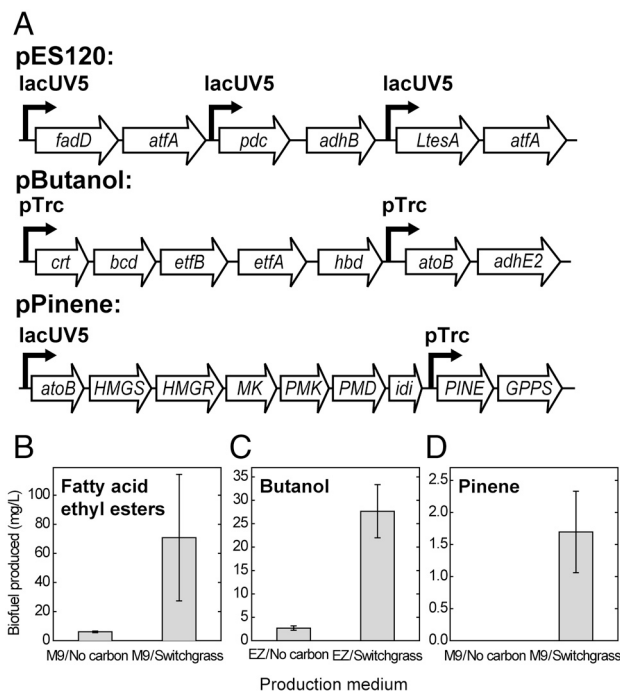 A
pES120:
lacUV5 lacUV5 lacUV5
fadD atfA pdc adhB LtesA atfA
pButanol:
pTrc pTrc
crt bcd etfB etfA hbd atoB adhE2
pPinene:
lacUV5 pTrc
atoB HMGS HMGR MK PMK PMD idi PINE GPPS
B C D
Biofuel produced (mg/L)
Fatty acid
ethyl esters
100
80
60
40
20
0
M9/No carbon M9/Switchgrass
Butanol
35
30
25
20
15
10
5
0
EZ/No carbon EZ/Switchgrass
Pinene
2.5
2.0
1.5
1.0
0.5
0.0
M9/No carbon M9/Switchgrass
Production medium